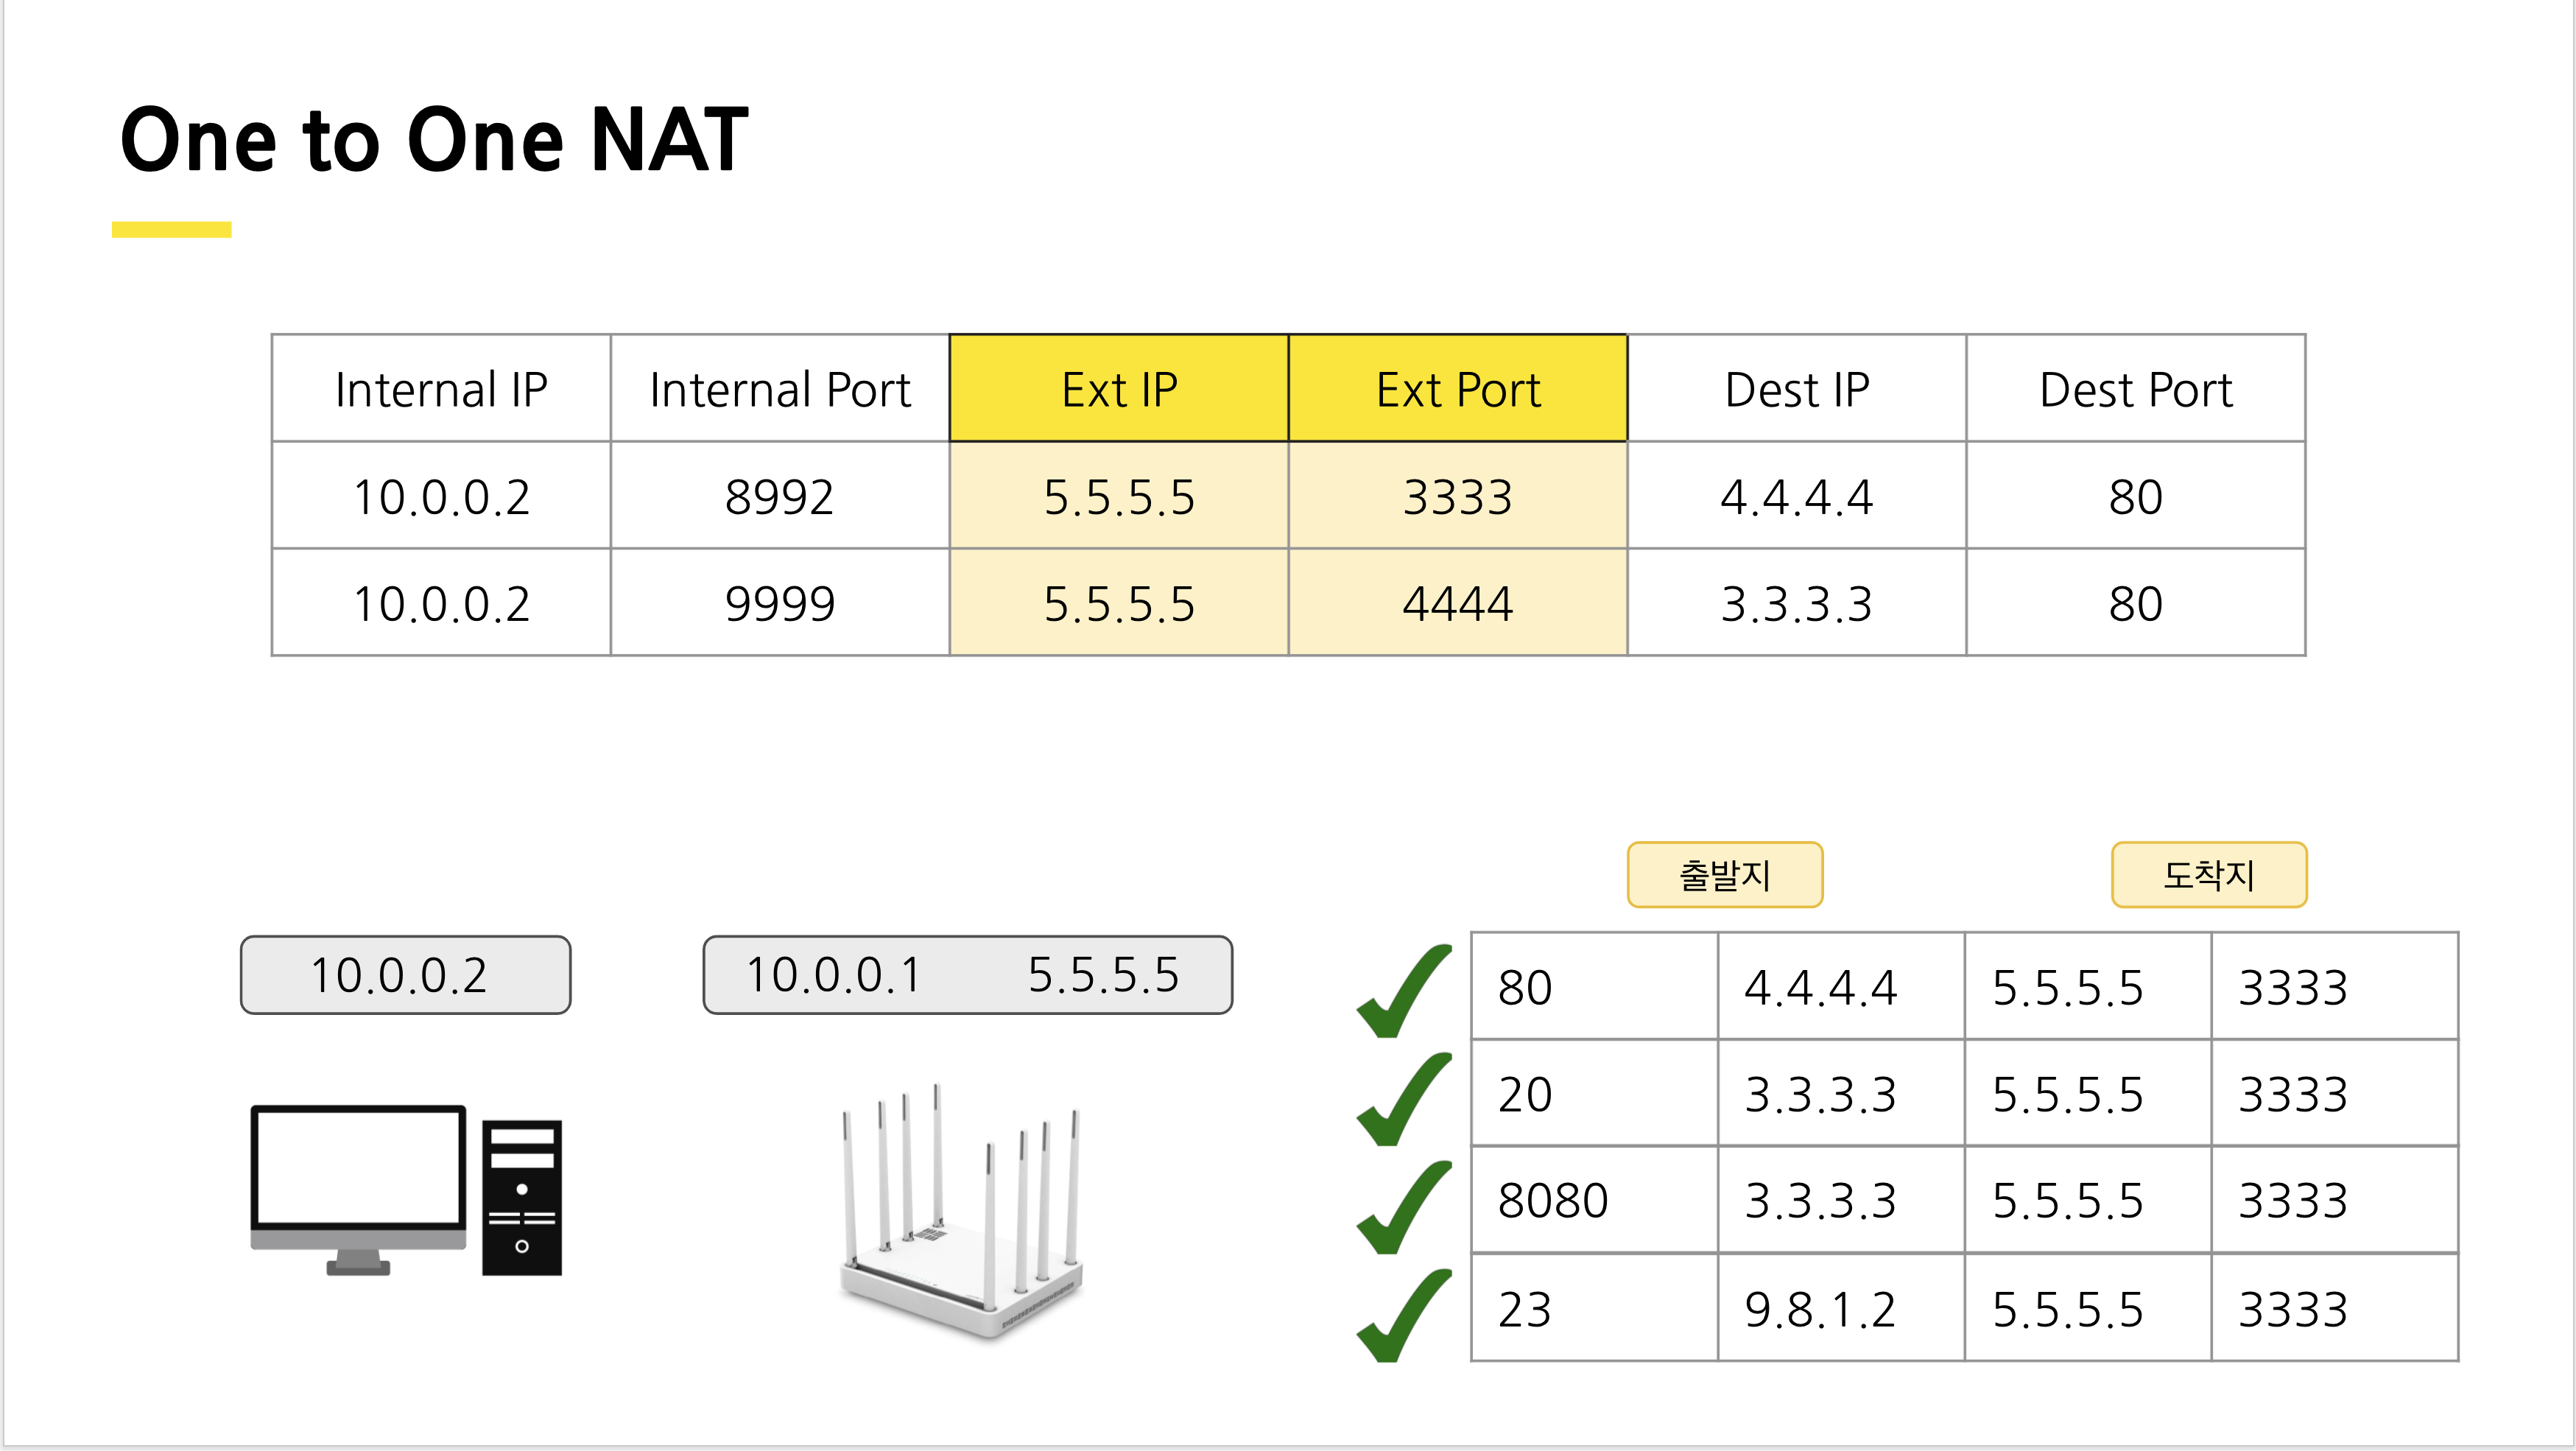 One to One NAT
Internal IP Internal Port Ext IP Ext Port Dest IP Dest Port
10.0.0.2 8992 5.5.5.5 3333 4.4.4.4 80
10.0.0.2 9999 5.5.5.5 4444 3.3.3.3 80
출발지 도착지
10.0.0.2
10.0.0.1 5.5.5.5
80 4.4.4.4 5.5.5.5 3333
20 3.3.3.3 5.5.5.5 3333
8080 3.3.3.3 5.5.5.5 3333
23 9.8.1.2 5.5.5.5 3333